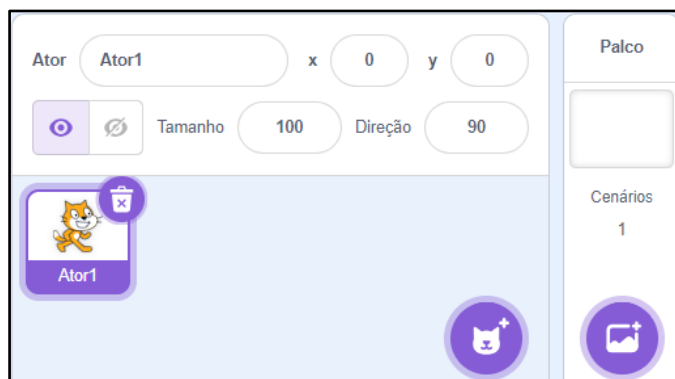 Ator Ator1 x 0 y 0
Tamanho 100 Direção 90
Ator1
Palco
Cenários
1